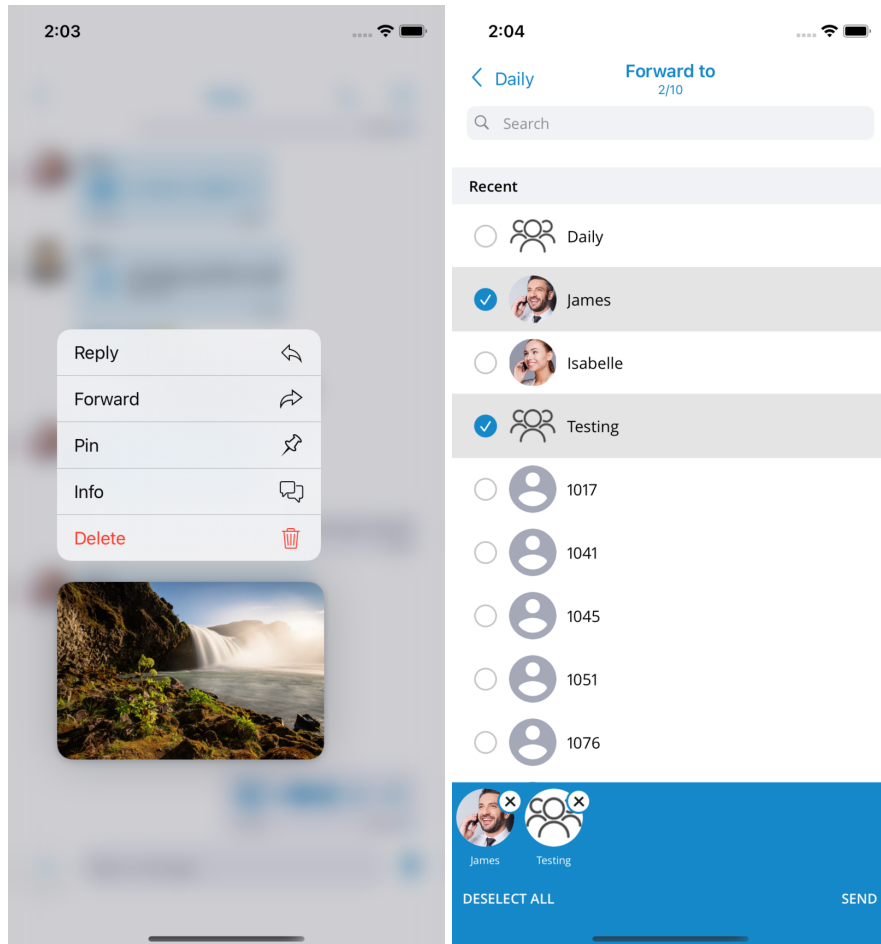 2:03
Reply
Forward
Pin
Info
Delete
2:04
Daily
Forward to
2/10
Search
Recent
Daily
James
Isabelle
Testing
1017
1041
1045
1051
1076
James
Testing
DESELECT ALL
SEND